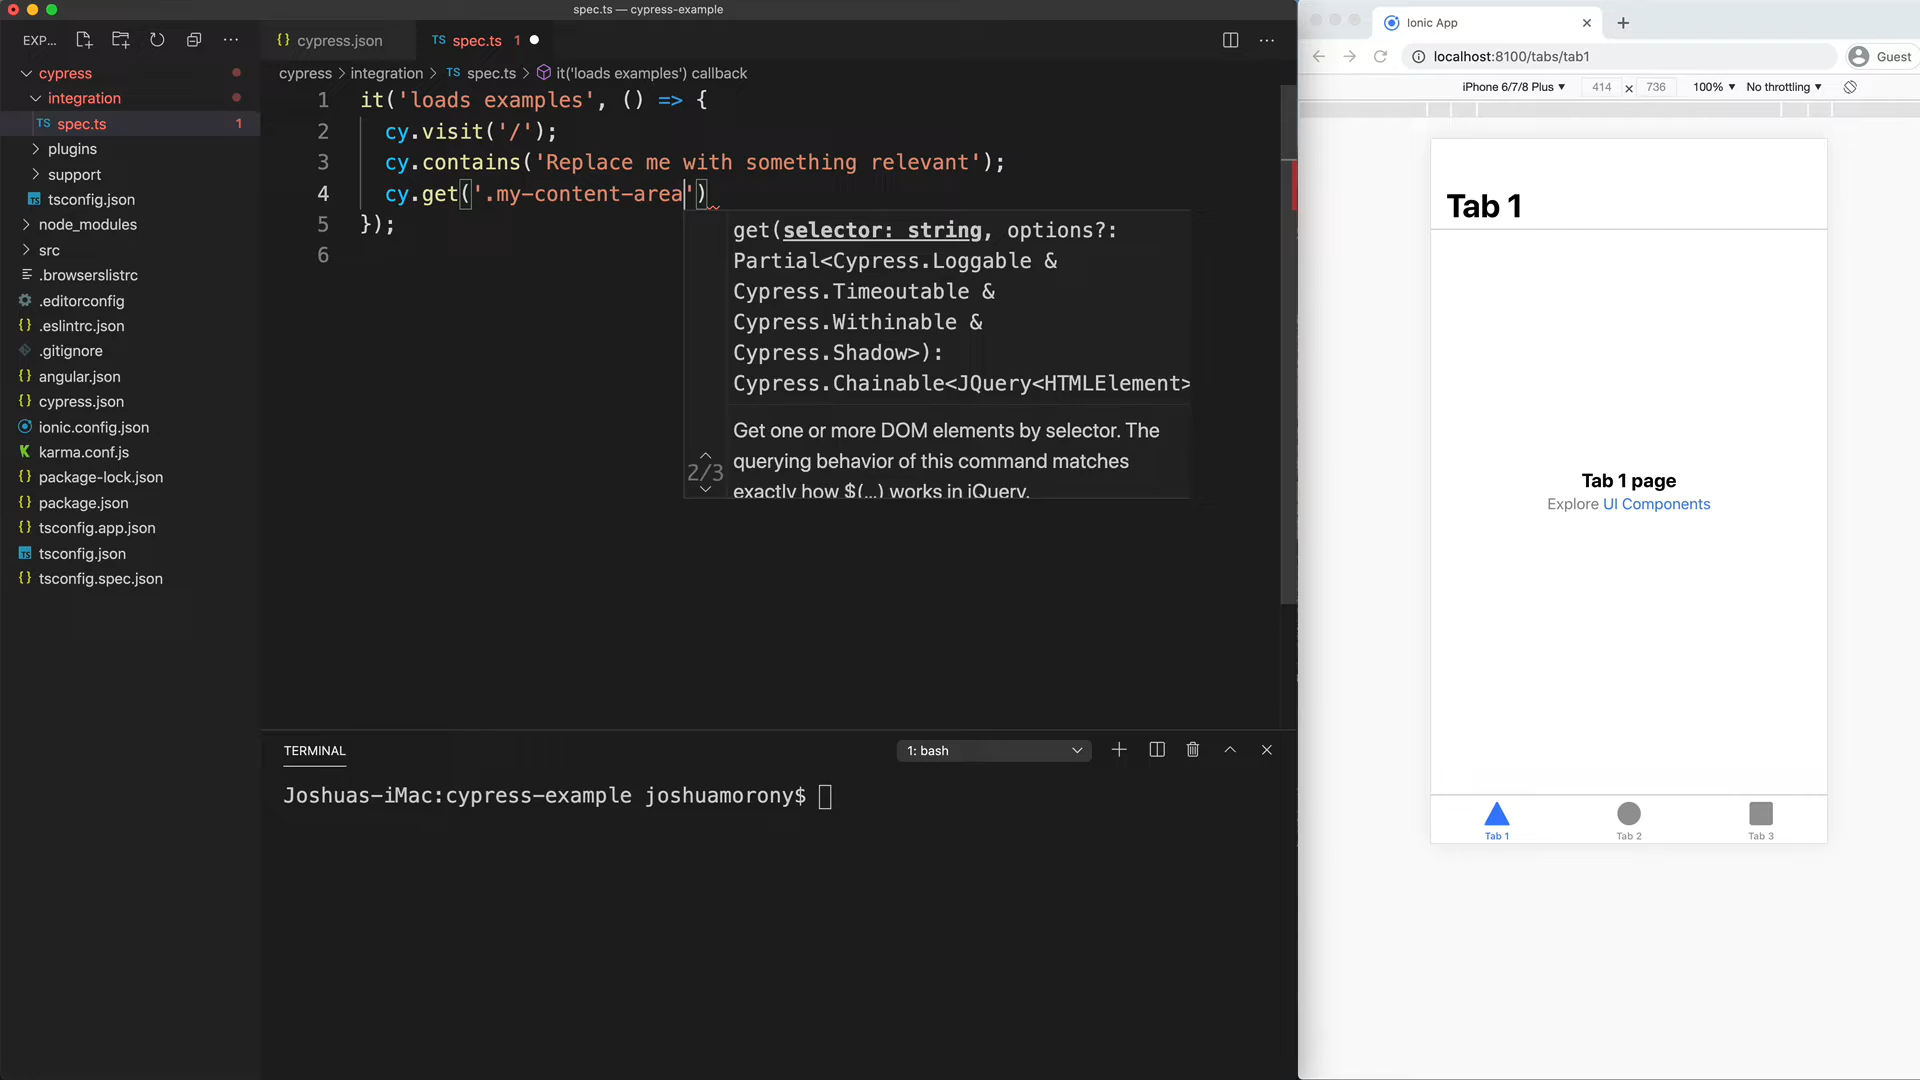 spec.ts — cypress-example
EXP...
cypress
integration
spec.ts 1
plugins
support
tsconfig.json
node_modules
src
.browserslistrc
.editorconfig
.eslintrc.json
.gitignore
angular.json
cypress.json
ionic.config.json
karma.conf.js
package-lock.json
package.json
tsconfig.app.json
tsconfig.json
tsconfig.spec.json
{} cypress.json
TS spec.ts 1
cypress > integration > TS spec.ts > it('loads examples') callback
1 it('loads examples', () => {
2 cy.visit('/');
3 cy.contains('Replace me with something relevant');
4 cy.get('.my-content-area')
5 });
6
get(selector: string, options?:
Partial<Cypress.Loggable &
Cypress.Timeoutable &
Cypress.Withinable &
Cypress.Shadow>):
Cypress.Chainable<JQuery<HTMLElement>
Get one or more DOM elements by selector. The
2/3
querying behavior of this command matches
exactly how $(…) works in jQuery.
TERMINAL
1: bash
Joshuas-iMac:cypress-example joshuamorony$
Ionic App
localhost:8100/tabs/tab1
Guest
iPhone 6/7/8 Plus ▼ 414 × 736 100% ▼ No throttling ▼
Tab 1
Tab 1 page
Explore UI Components
Tab 1
Tab 2
Tab 3